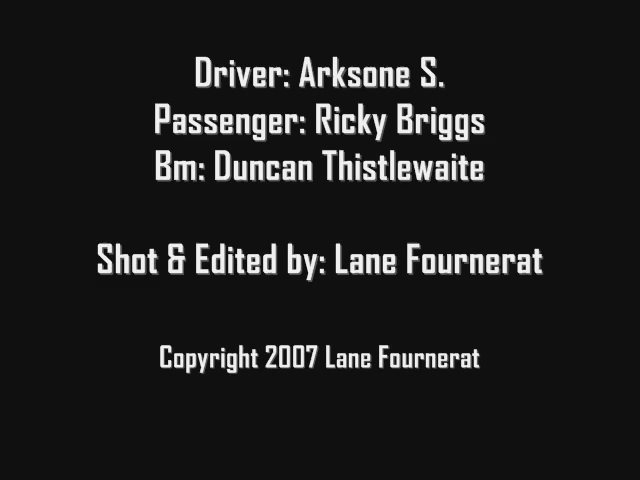 Driver: Arksone S.
Passenger: Ricky Briggs
Bm: Duncan Thistlewaite
Shot & Edited by: Lane Fournerat
Copyright 2007 Lane Fournerat